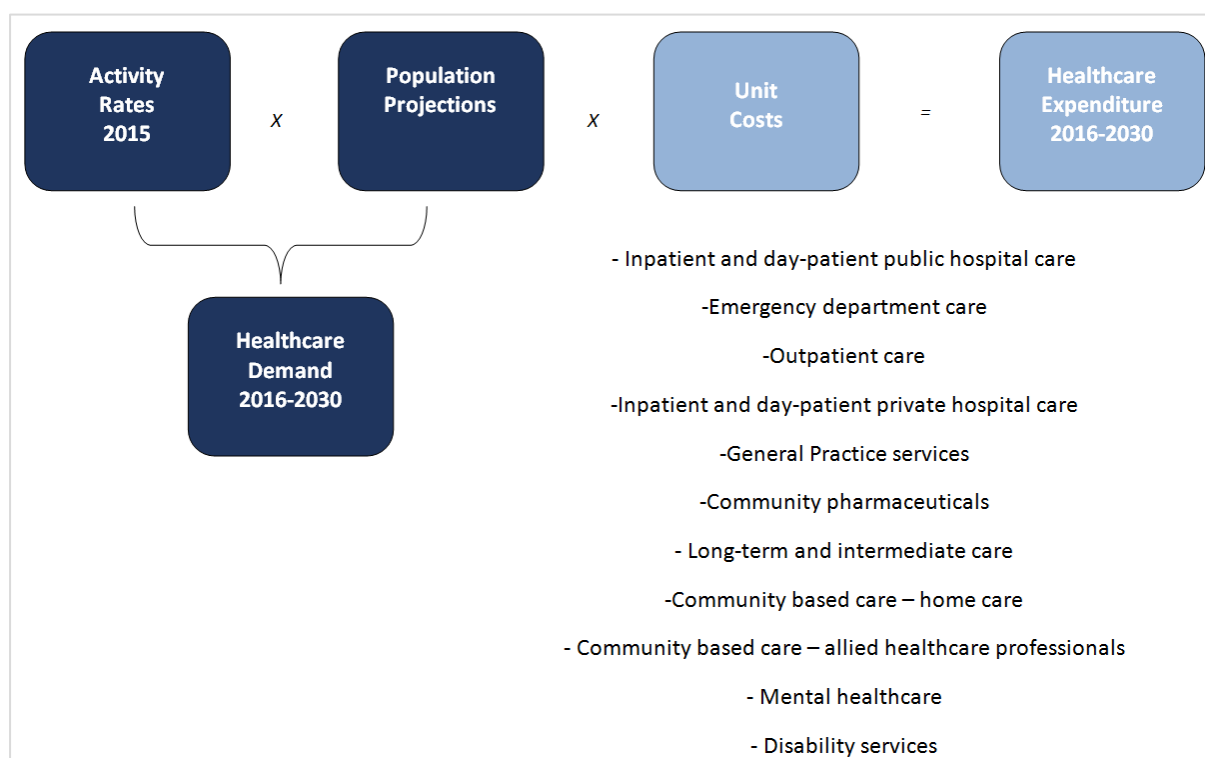 Activity
Rates
2015
x
Population
Projections
x
Unit
Costs
=
Healthcare
Expenditure
2016-2030
Healthcare
Demand
2016-2030
- Inpatient and day-patient public hospital care
-Emergency department care
-Outpatient care
-Inpatient and day-patient private hospital care
-General Practice services
-Community pharmaceuticals
- Long-term and intermediate care
-Community based care – home care
- Community based care – allied healthcare professionals
- Mental healthcare
- Disability services